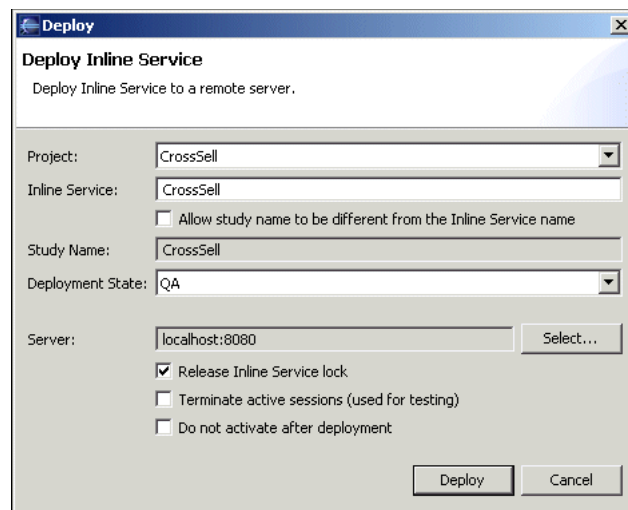 Deploy
Deploy Inline Service
Deploy Inline Service to a remote server.
Project: CrossSell
Inline Service: CrossSell
Allow study name to be different from the Inline Service name
Study Name: CrossSell
Deployment State: QA
Server: localhost:8080 Select...
Release Inline Service lock
Terminate active sessions (used for testing)
Do not activate after deployment
Deploy Cancel